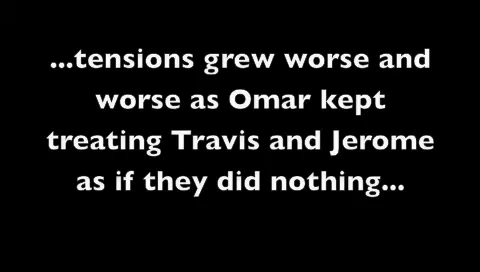 ...tensions grew worse and
worse as Omar kept
treating Travis and Jerome
as if they did nothing...